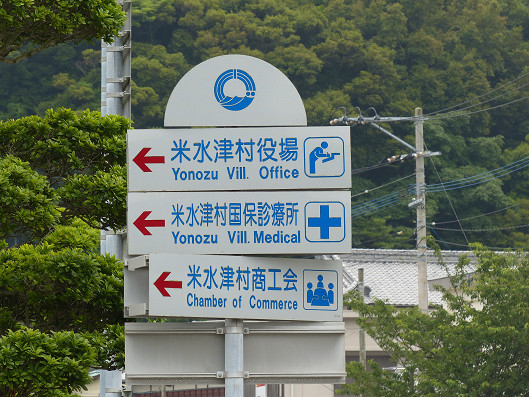 米水津村役場
Yonozu Vill. Office
米水津村国保診療所
Yonozu Vill. Medical
米水津村商工会
Chamber of Commerce